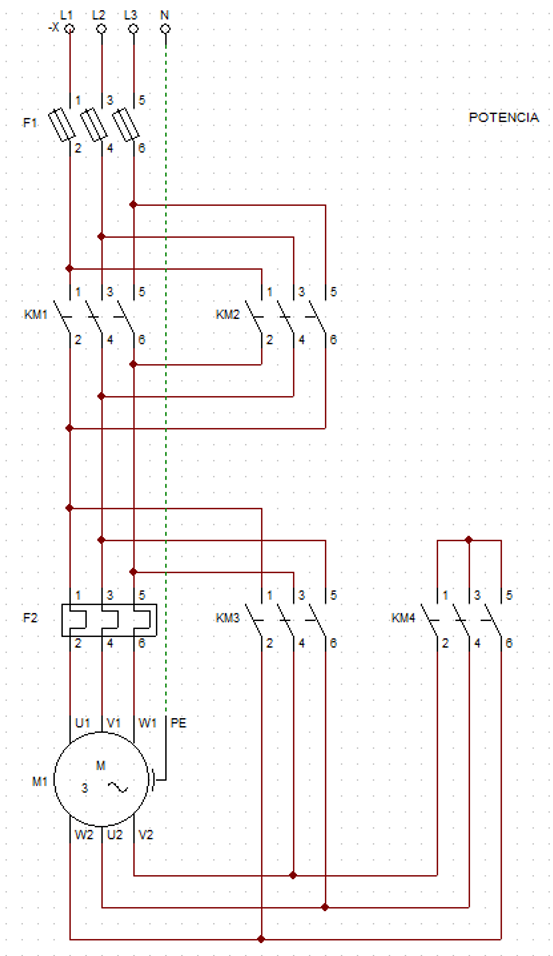 L1 L2 L3 N
-X
1 3 5
F1
POTENCIA
2 4 6
1 3 5 1 3 5
KM1 KM2
2 4 6 2 4 6
1 3 5 1 3 5 1 3 5
F2 KM3 KM4
2 4 6 2 4 6 2 4 6
U1 V1 W1 PE
M
M1
3
W2 U2 V2